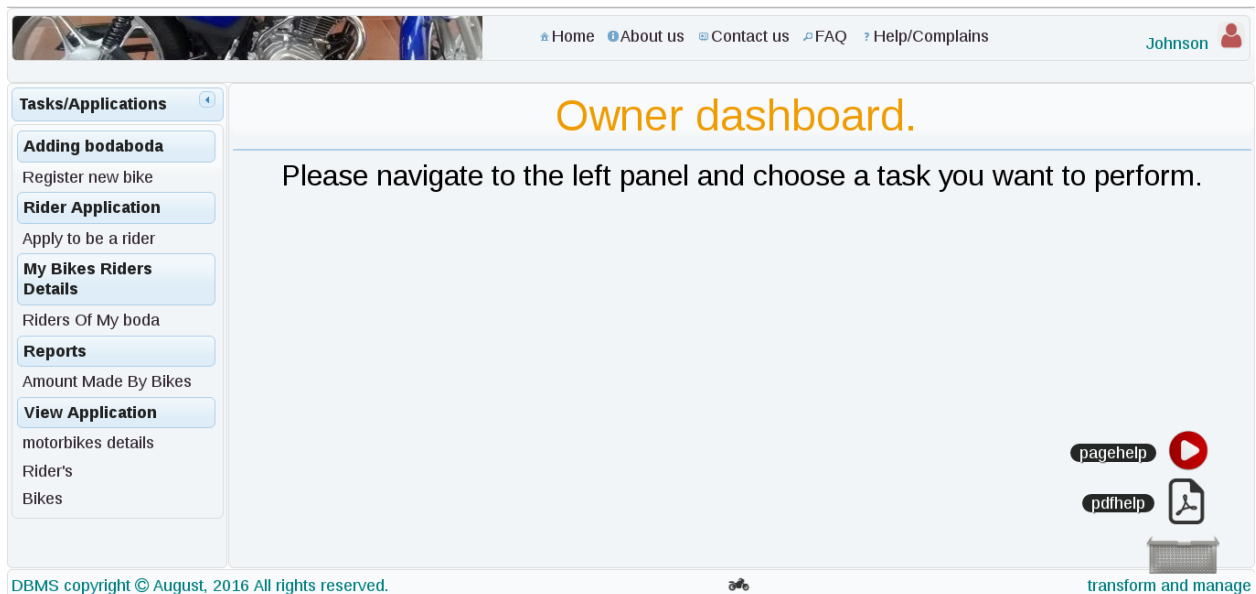 Home About us Contact us FAQ Help/Complains
Johnson
Tasks/Applications
Adding bodaboda
Register new bike
Rider Application
Apply to be a rider
My Bikes Riders
Details
Riders Of My boda
Reports
Amount Made By Bikes
View Application
motorbikes details
Rider's
Bikes
Owner dashboard.
Please navigate to the left panel and choose a task you want to perform.
pagehelp
pdfhelp
DBMS copyright © August, 2016 All rights reserved.
transform and manage